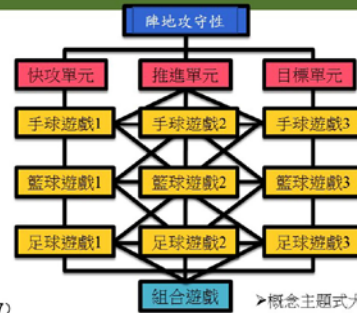 陣地攻守性
快攻單元 推進單元 目標單元
手球遊戲1 手球遊戲2 手球遊戲3
籃球遊戲1 籃球遊戲2 籃球遊戲3
足球遊戲1 足球遊戲2 足球遊戲3
組合遊戲
➢概念主題式
7)